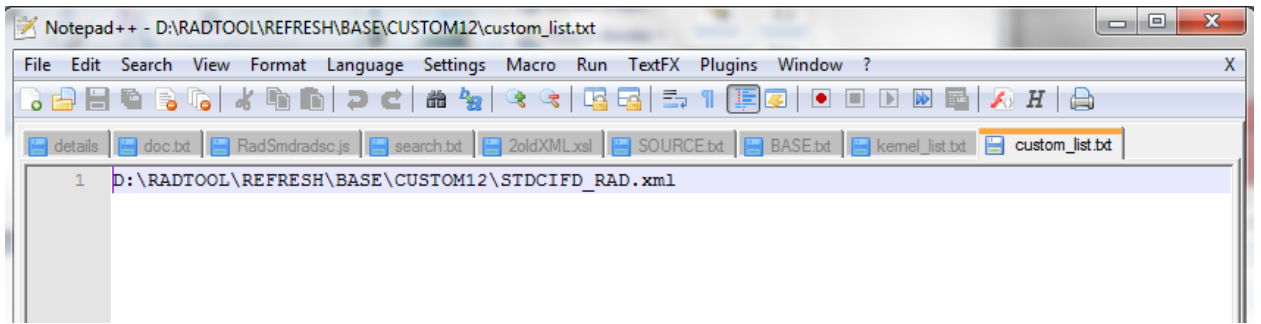 Notepad++ - D:\RADTOOL\REFRESH\BASE\CUSTOM12\custom_list.txt
File Edit Search View Format Language Settings Macro Run TextFX Plugins Window ? X
details doc.txt RadSmdradsc.js search.txt 2oldXML.xsl SOURCE.txt BASE.txt kernel_list.txt custom_list.txt
1 D:\RADTOOL\REFRESH\BASE\CUSTOM12\STDCIFD_RAD.xml